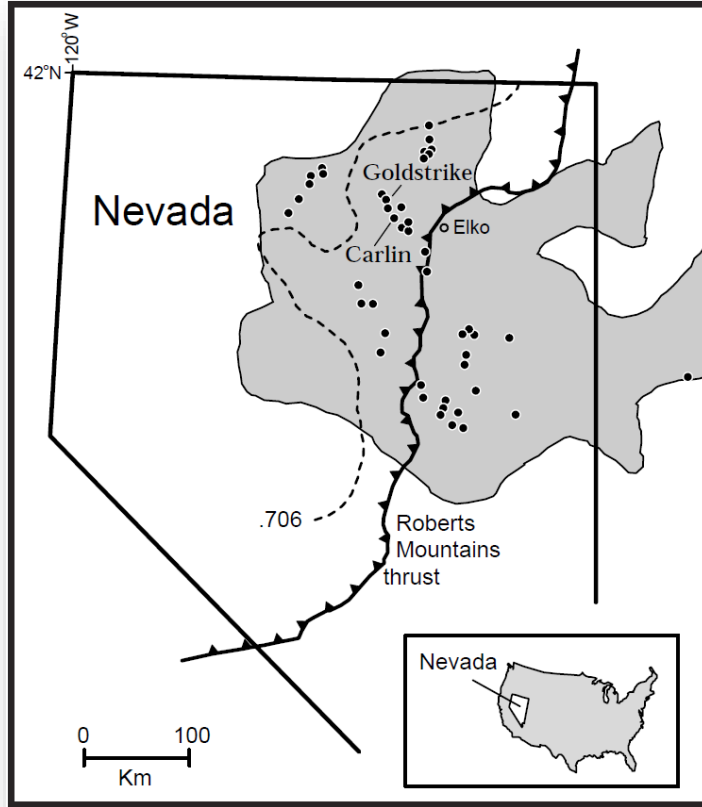 120°W
42°N
Goldstrike
Nevada
Elko
Carlin
.706
Roberts
Mountains
thrust
Nevada
0 100
Km